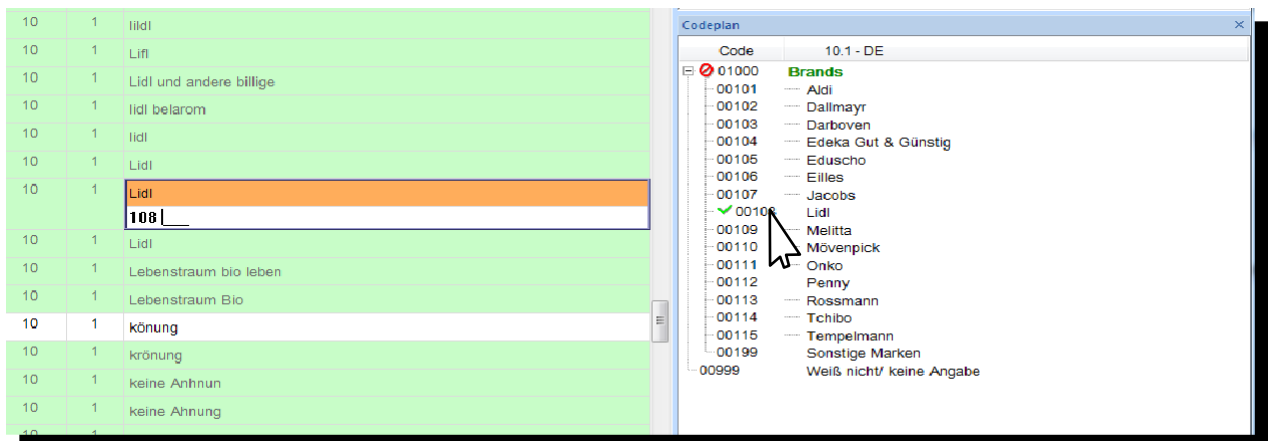 10 1 lildl
10 1 Lifl
10 1 Lidl und andere billige
10 1 lidl belarom
10 1 lidl
10 1 Lidl
10 1 Lidl
108
10 1 Lidl
10 1 Lebenstraum bio leben
10 1 Lebenstraum Bio
10 1 könung
10 1 krönung
10 1 keine Anhnun
10 1 keine Ahnung
10 1
Codeplan
Code 10.1 - DE
01000 Brands
00101 Aldi
00102 Dallmayr
00103 Darboven
00104 Edeka Gut & Günstig
00105 Eduscho
00106 Eilles
00107 Jacobs
00108 Lidl
00109 Melitta
00110 Mövenpick
00111 Onko
00112 Penny
00113 Rossmann
00114 Tchibo
00115 Tempelmann
00199 Sonstige Marken
00999 Weiß nicht/ keine Angabe